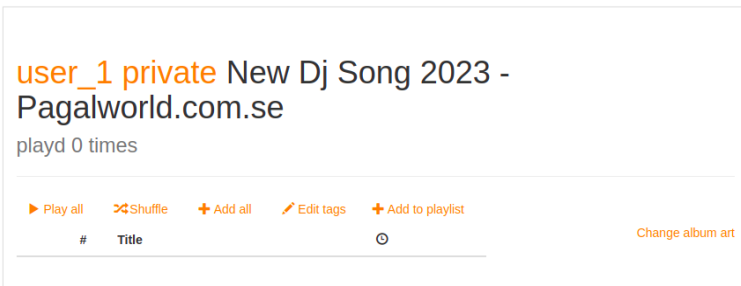 user_1 private New Dj Song 2023 -
Pagalworld.com.se
playd 0 times
Play all Shuffle Add all Edit tags Add to playlist
Change album art
# Title